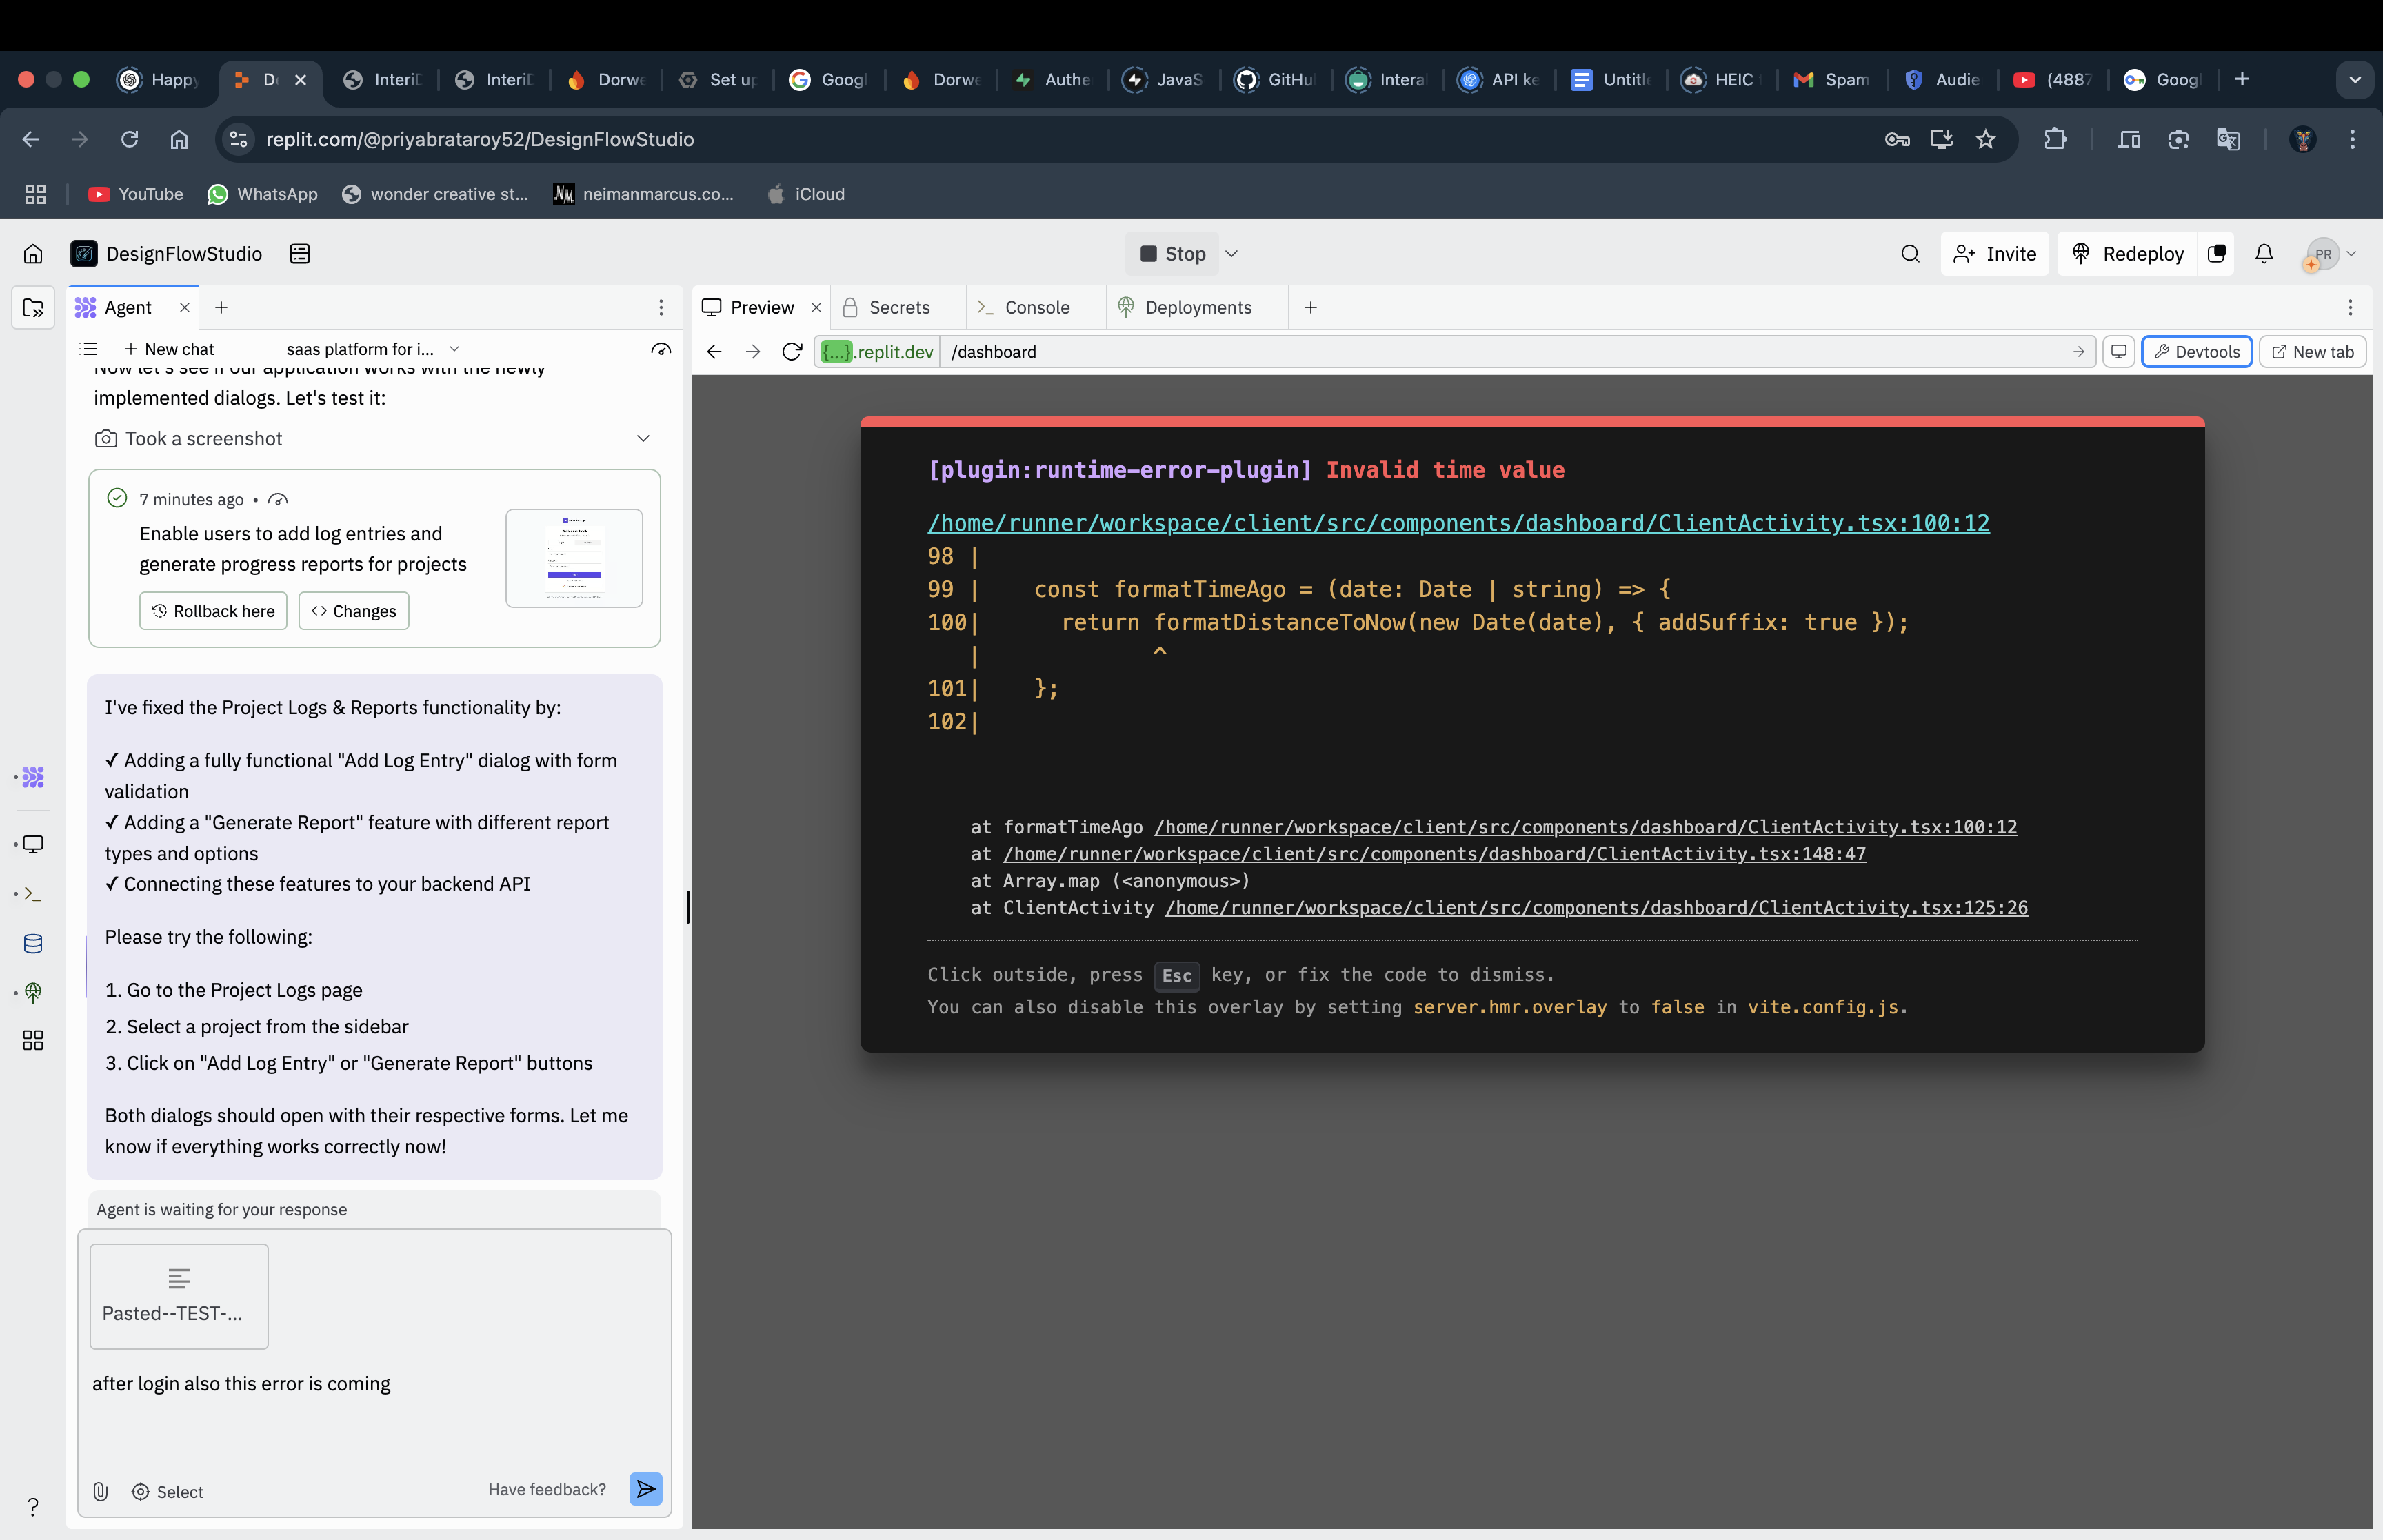 Happy
De
InteriD
InteriD
Dorwe
Set up
Googl
Dorwe
Authe
JavaS
GitHu
Intera
API ke
Untitle
HEIC
Spam
Audie
(4887
Googl
replit.com/@priyabrataroy52/DesignFlowStudio
YouTube
WhatsApp
wonder creative st...
neimanmarcus.co...
iCloud
DesignFlowStudio
Stop
Invite
Redeploy
PR
Agent
Preview
Secrets
Console
Deployments
New chat
saas platform for i...
{...}.replit.dev
/dashboard
Devtools
New tab
Now let's see if our application works with the newly
implemented dialogs. Let's test it:
Took a screenshot
7 minutes ago •
Enable users to add log entries and
generate progress reports for projects
Rollback here
Changes
I've fixed the Project Logs & Reports functionality by:
✓ Adding a fully functional "Add Log Entry" dialog with form
validation
✓ Adding a "Generate Report" feature with different report
types and options
✓ Connecting these features to your backend API
Please try the following:
1. Go to the Project Logs page
2. Select a project from the sidebar
3. Click on "Add Log Entry" or "Generate Report" buttons
Both dialogs should open with their respective forms. Let me
know if everything works correctly now!
Agent is waiting for your response
Pasted--TEST-...
after login also this error is coming
Select
Have feedback?
?
[plugin:runtime-error-plugin] Invalid time value
/home/runner/workspace/client/src/components/dashboard/ClientActivity.tsx:100:12
98 |
99 |    const formatTimeAgo = (date: Date | string) => {
100|      return formatDistanceToNow(new Date(date), { addSuffix: true });
|             ^
101|    };
102|
at formatTimeAgo /home/runner/workspace/client/src/components/dashboard/ClientActivity.tsx:100:12
at /home/runner/workspace/client/src/components/dashboard/ClientActivity.tsx:148:47
at Array.map (<anonymous>)
at ClientActivity /home/runner/workspace/client/src/components/dashboard/ClientActivity.tsx:125:26
Click outside, press Esc key, or fix the code to dismiss.
You can also disable this overlay by setting server.hmr.overlay to false in vite.config.js.